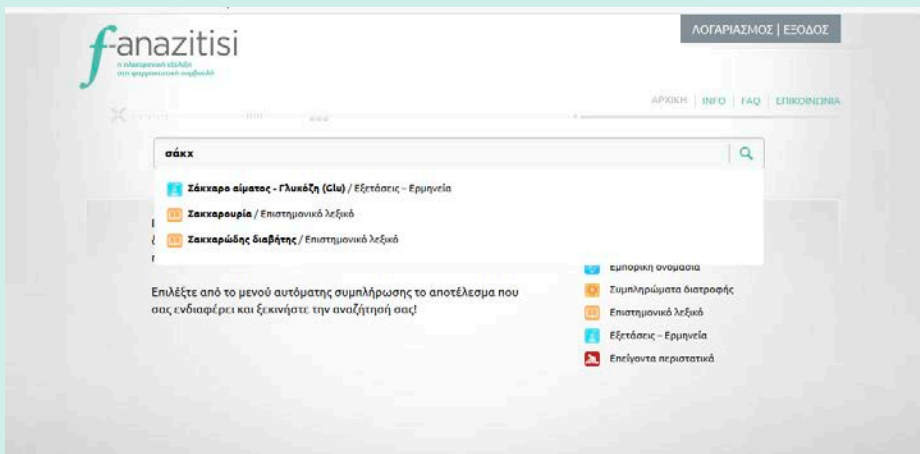 ΛΟΓΑΡΙΑΣΜΟΣ | ΕΞΟΔΟΣ
f-anazitisi
η ηλεκτρονική εξέλιξη
στη φαρμακευτική συμβουλή
ΑΡΧΙΚΗ | INFO | FAQ | ΕΠΙΚΟΙΝΩΝΙΑ
σάκχ
Σάκχαρο αίματος - Γλυκόζη (Glu) / Εξετάσεις – Ερμηνεία
Σακχαρουρία / Επιστημονικό λεξικό
Σακχαρώδης διαβήτης / Επιστημονικό λεξικό
Εμπορική ονομασία
Συμπληρώματα διατροφής
Επιλέξτε από το μενού αυτόματης συμπλήρωσης το αποτέλεσμα που
σας ενδιαφέρει και ξεκινήστε την αναζήτησή σας!
Επιστημονικό λεξικό
Εξετάσεις – Ερμηνεία
Επείγοντα περιστατικά